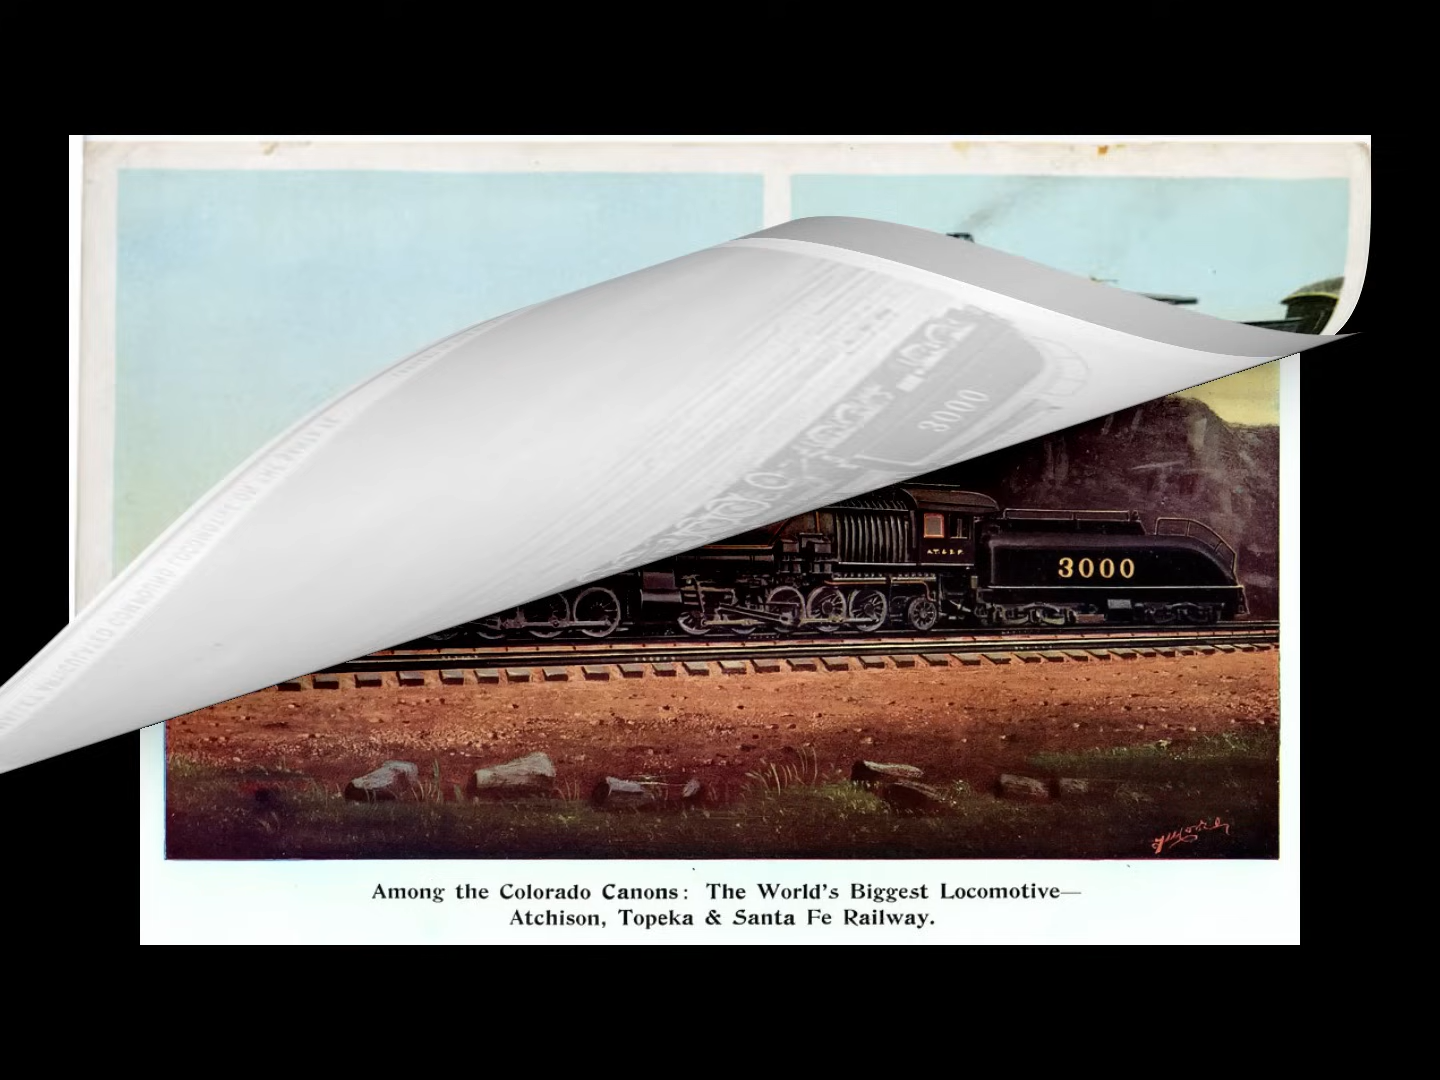 3000
A. T. & S. F.
3000
Among the Colorado Canons: The World's Biggest Locomotive—
Atchison, Topeka & Santa Fe Railway.